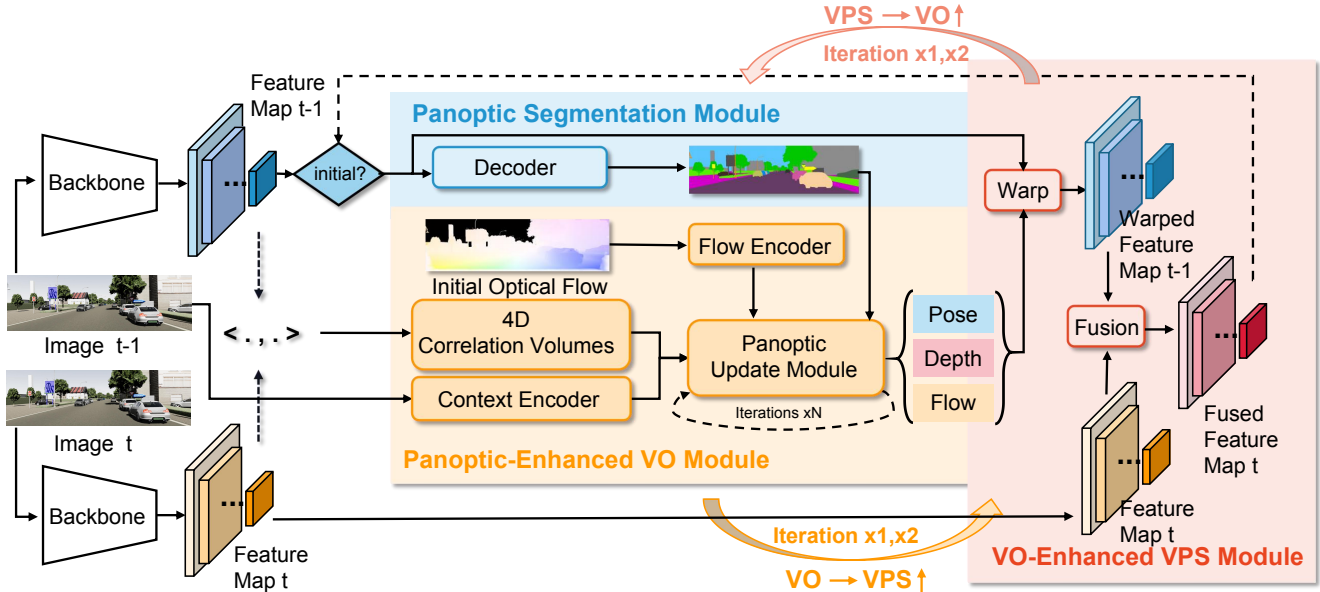 VPS → VO ↑
Iteration x1,x2
Feature
Map t-1
Panoptic Segmentation Module
Backbone
initial?
Decoder
Warp
Warped
Feature
Map t-1
Flow Encoder
Initial Optical Flow
< . , . >
4D
Correlation Volumes
Image t-1
Panoptic
Update Module
Pose
Depth
Flow
Fusion
Context Encoder
Iterations xN
Image t
Fused
Feature
Map t
Panoptic-Enhanced VO Module
Backbone
Feature
Map t
Feature
Map t
Iteration x1,x2
VO → VPS ↑
VO-Enhanced VPS Module